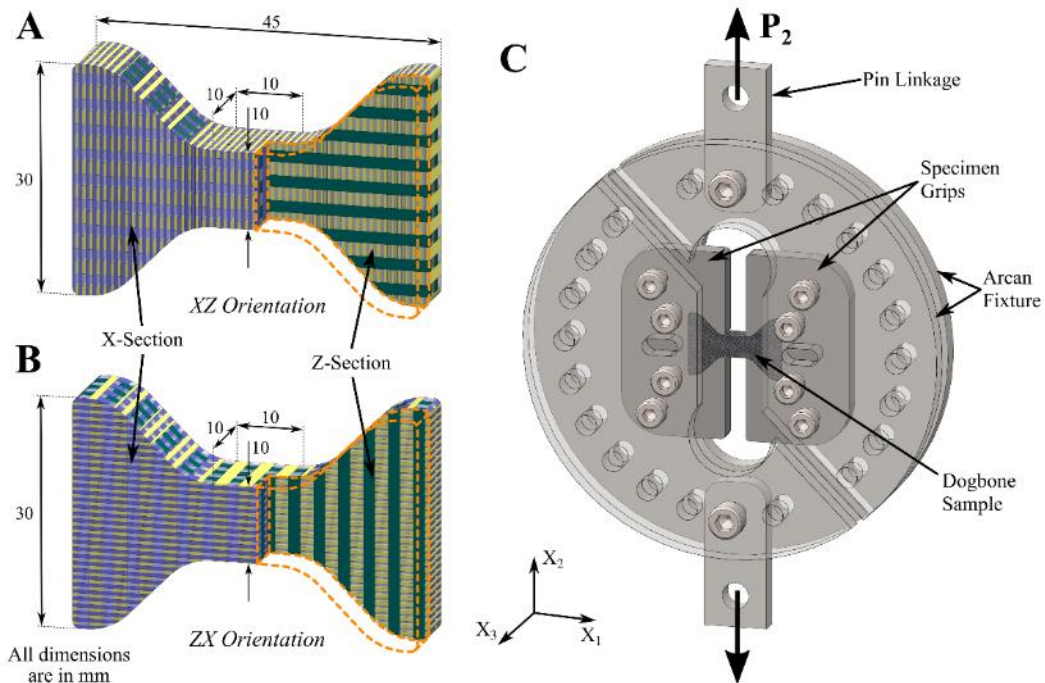 A
45
10
10
10
30
XZ Orientation
X-Section
Z-Section
B
10
10
10
30
ZX Orientation
All dimensions
are in mm
C
P2
Pin Linkage
Specimen
Grips
Arcan
Fixture
Dogbone
Sample
X2
X3
X1